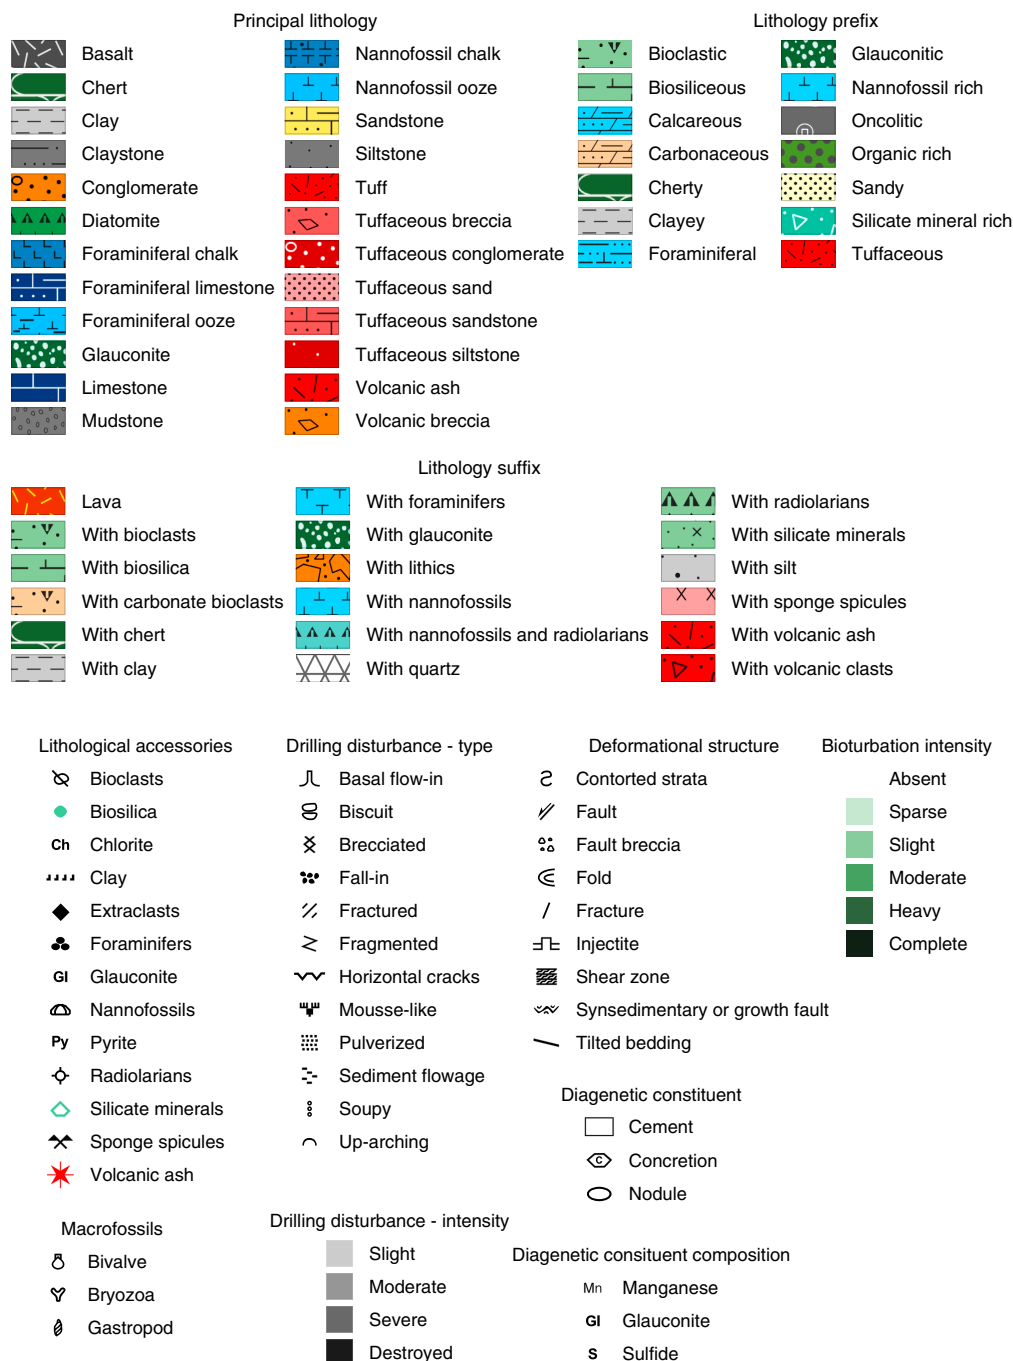 Principal lithology
Lithology prefix
Basalt
Nannofossil chalk
Bioclastic
Glauconitic
Chert
Nannofossil ooze
Biosiliceous
Nannofossil rich
Clay
Sandstone
Calcareous
Oncolitic
Claystone
Siltstone
Carbonaceous
Organic rich
Conglomerate
Tuff
Cherty
Sandy
Diatomite
Tuffaceous breccia
Clayey
Silicate mineral rich
Foraminiferal chalk
Tuffaceous conglomerate
Foraminiferal
Tuffaceous
Foraminiferal limestone
Tuffaceous sand
Foraminiferal ooze
Tuffaceous sandstone
Glauconite
Tuffaceous siltstone
Limestone
Volcanic ash
Mudstone
Volcanic breccia
Lithology suffix
Lava
With foraminifers
With radiolarians
With bioclasts
With glauconite
With silicate minerals
With biosilica
With lithics
With silt
With carbonate bioclasts
With nannofossils
With sponge spicules
With chert
With nannofossils and radiolarians
With volcanic ash
With clay
With quartz
With volcanic clasts
Lithological accessories
Drilling disturbance - type
Deformational structure
Bioturbation intensity
Bioclasts
Basal flow-in
Contorted strata
Absent
Biosilica
Biscuit
Fault
Sparse
Ch Chlorite
Brecciated
Fault breccia
Slight
Clay
Fall-in
Fold
Moderate
Extraclasts
Fractured
Fracture
Heavy
Foraminifers
Fragmented
Injectite
Complete
Gl Glauconite
Horizontal cracks
Shear zone
Nannofossils
Mousse-like
Synsedimentary or growth fault
Py Pyrite
Pulverized
Tilted bedding
Radiolarians
Sediment flowage
Silicate minerals
Soupy
Diagenetic constituent
Sponge spicules
Up-arching
Cement
Volcanic ash
C Concretion
Nodule
Macrofossils
Drilling disturbance - intensity
Bivalve
Slight
Diagenetic consituent composition
Bryozoa
Moderate
Mn Manganese
Gastropod
Severe
Gl Glauconite
Destroyed
S Sulfide